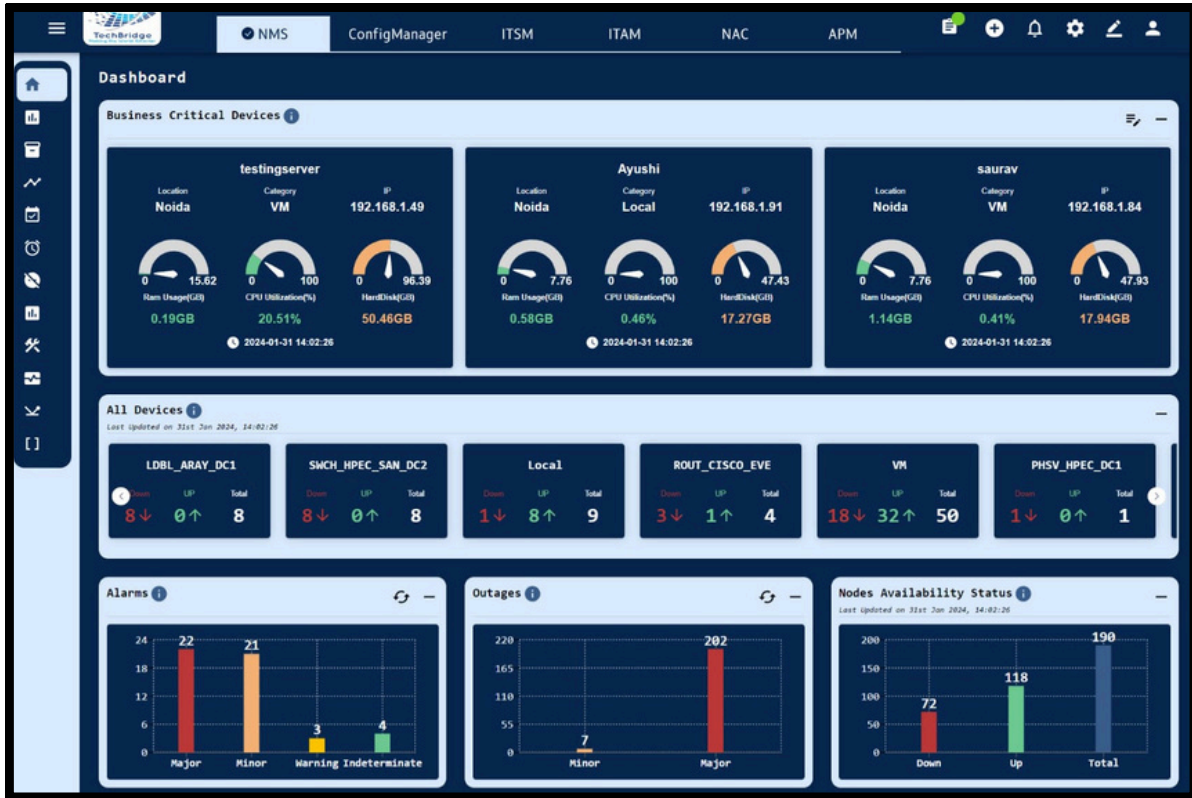 TechBridge
NMS ConfigManager ITSM ITAM NAC APM
Dashboard
Business Critical Devices
testingserver
Location Category IP
Noida VM 192.168.1.49
0 15.62 0 100 0 96.39
Ram Usage(GB) CPU Utilization(%) HardDisk(GB)
0.19GB 20.51% 50.46GB
2024-01-31 14:02:26
Ayushi
Location Category IP
Noida Local 192.168.1.91
0 7.76 0 100 0 47.43
Ram Usage(GB) CPU Utilization(%) HardDisk(GB)
0.58GB 0.46% 17.27GB
2024-01-31 14:02:26
saurav
Location Category IP
Noida VM 192.168.1.84
0 7.76 0 100 0 47.93
Ram Usage(GB) CPU Utilization(%) HardDisk(GB)
1.14GB 0.41% 17.94GB
2024-01-31 14:02:26
All Devices
Last Updated on 31st Jan 2024, 14:02:26
LDBL_ARAY_DC1
Down UP Total
8↓ 0↑ 8
SWCH_HPEC_SAN_DC2
Down UP Total
8↓ 0↑ 8
Local
Down UP Total
1↓ 8↑ 9
ROUT_CISCO_EVE
Down UP Total
3↓ 1↑ 4
VM
Down UP Total
18↓ 32↑ 50
PHSV_HPEC_DC1
Down UP Total
1↓ 0↑ 1
Alarms
24
18
12
6
0
22 21 3 4
Major Minor Warning Indeterminate
Outages
220
165
110
55
0
7 202
Minor Major
Nodes Availability Status
Last Updated on 31st Jan 2024, 14:02:26
200
150
100
50
0
72 118 190
Down Up Total